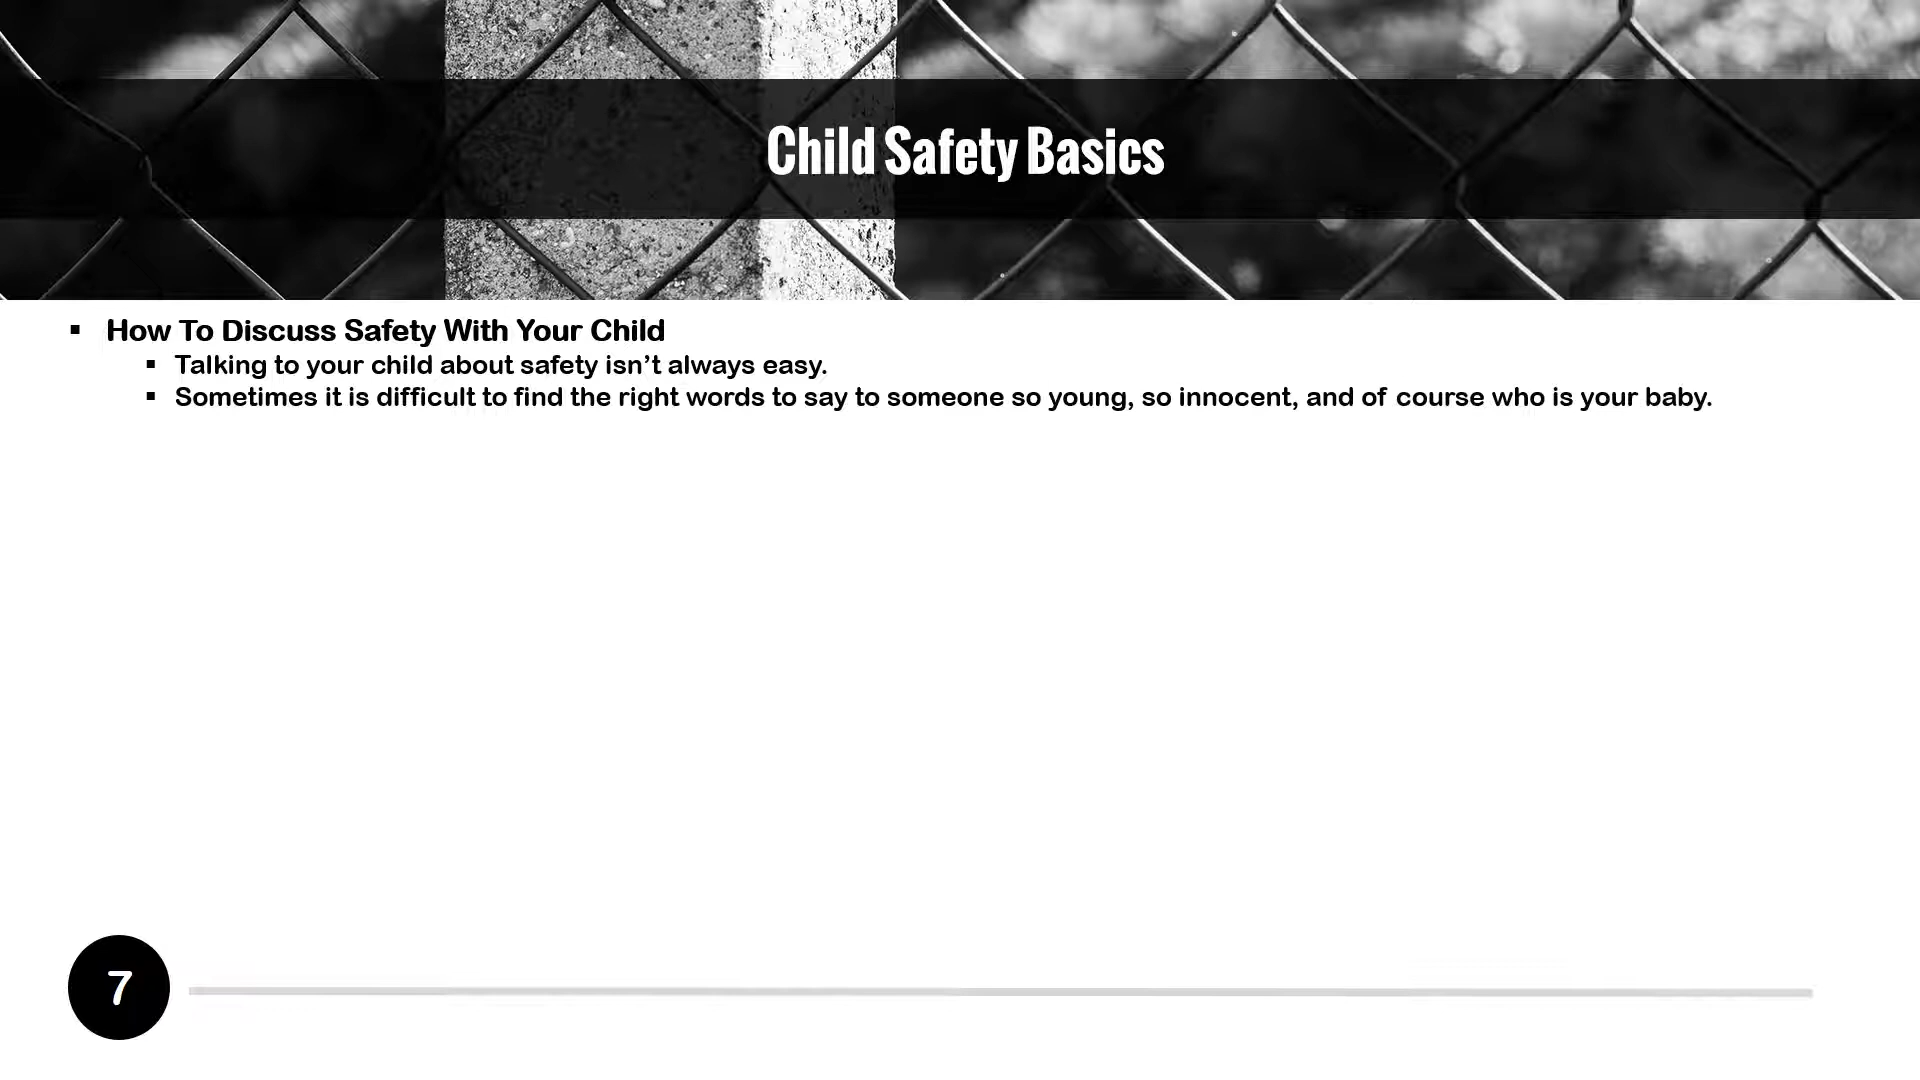 Child Safety Basics
▪ How To Discuss Safety With Your Child
▪ Talking to your child about safety isn’t always easy.
▪ Sometimes it is difficult to find the right words to say to someone so young, so innocent, and of course who is your baby.
7